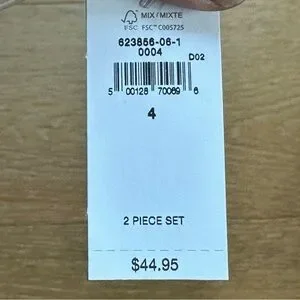 MIX/MIXTE
FSC FSC™ C005725
623856-06-1
0004
D02
5 00128 70069 6
4
2 PIECE SET
$44.95